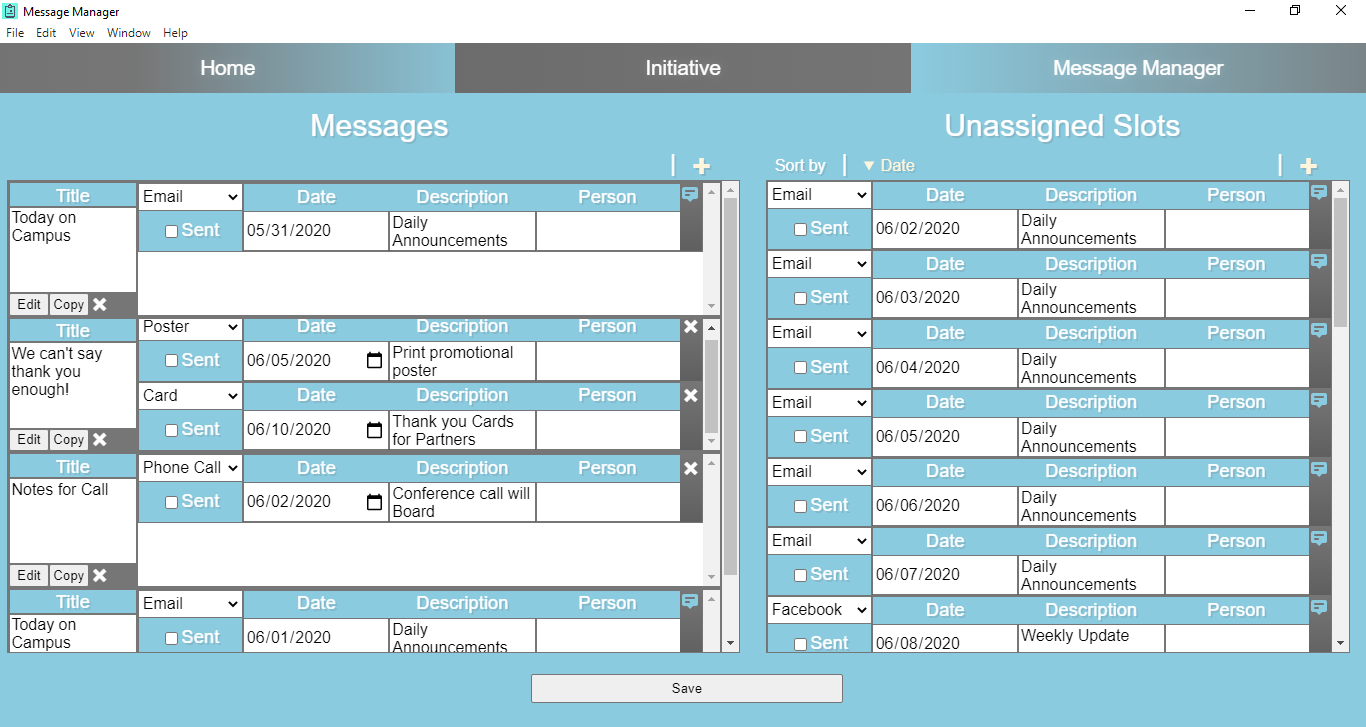 Message Manager
File Edit View Window Help
Home Initiative Message Manager
Messages
Title Email Date Description Person
Today on
Campus
Sent 05/31/2020 Daily
Announcements
Edit Copy
Title Poster Date Description Person
We can't say
thank you
enough!
Sent 06/05/2020 Print promotional
poster
Card Date Description Person
Sent 06/10/2020 Thank you Cards
for Partners
Edit Copy
Title Phone Call Date Description Person
Notes for Call
Sent 06/02/2020 Conference call will
Board
Edit Copy
Title Email Date Description Person
Today on
Campus
Sent 06/01/2020 Daily
Announcements
Unassigned Slots
Sort by ▼ Date
Email Date Description Person
Sent 06/02/2020 Daily
Announcements
Email Date Description Person
Sent 06/03/2020 Daily
Announcements
Email Date Description Person
Sent 06/04/2020 Daily
Announcements
Email Date Description Person
Sent 06/05/2020 Daily
Announcements
Email Date Description Person
Sent 06/06/2020 Daily
Announcements
Email Date Description Person
Sent 06/07/2020 Daily
Announcements
Facebook Date Description Person
Sent 06/08/2020 Weekly Update
Save